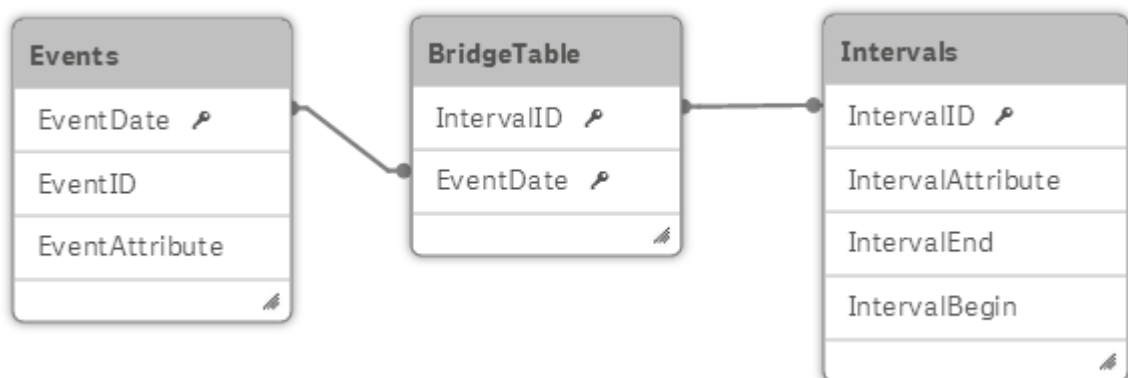 Events
EventDate
EventID
EventAttribute
BridgeTable
IntervalID
EventDate
Intervals
IntervalID
IntervalAttribute
IntervalEnd
IntervalBegin